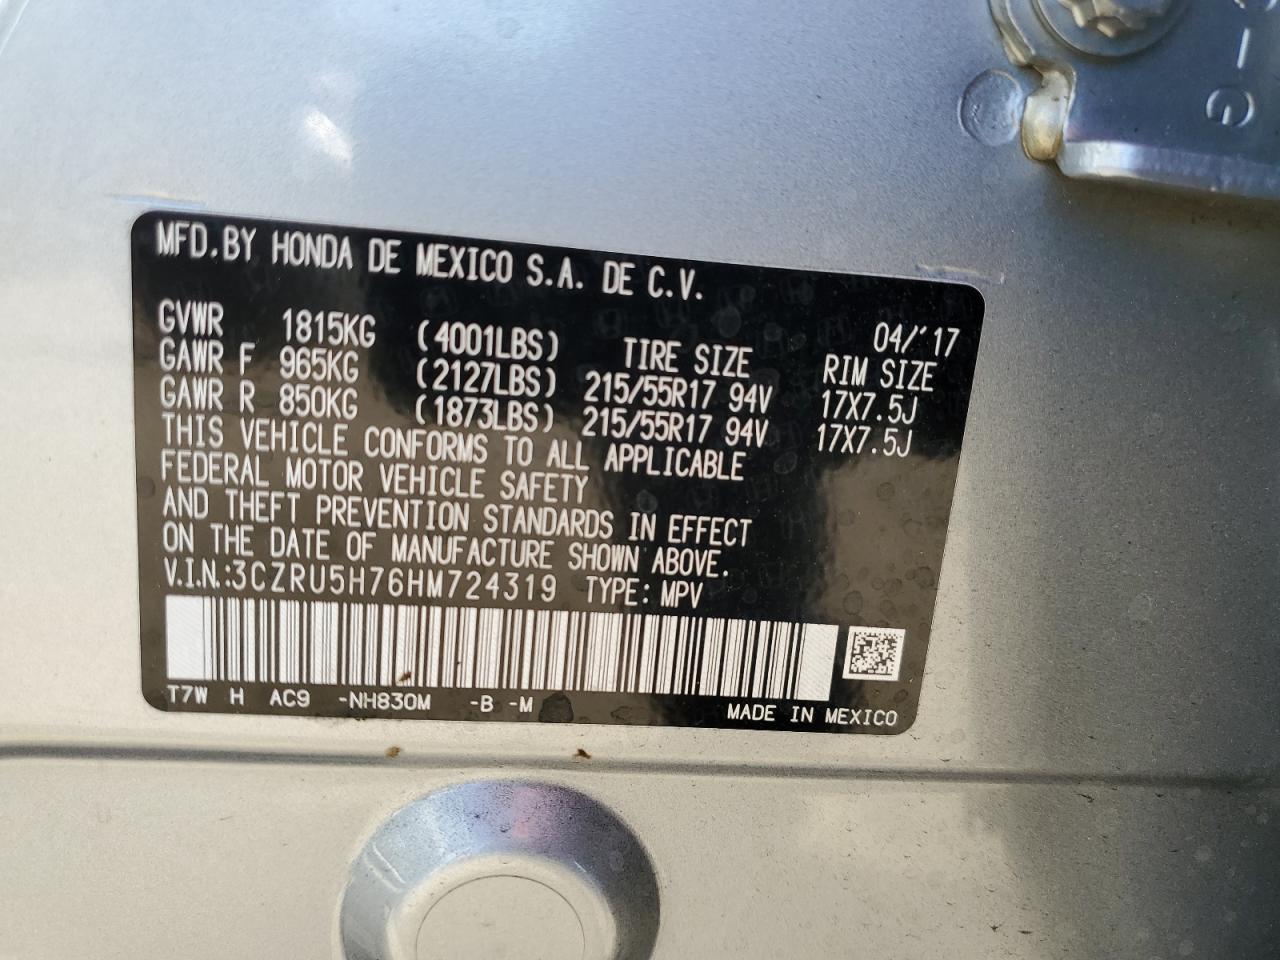 MFD.BY HONDA DE MEXICO S.A. DE C.V.
04/'17
GVWR 1815KG (4001LBS) TIRE SIZE RIM SIZE
GAWR F 965KG (2127LBS) 215/55R17 94V 17X7.5J
GAWR R 850KG (1873LBS) 215/55R17 94V 17X7.5J
THIS VEHICLE CONFORMS TO ALL APPLICABLE
FEDERAL MOTOR VEHICLE SAFETY
AND THEFT PREVENTION STANDARDS IN EFFECT
ON THE DATE OF MANUFACTURE SHOWN ABOVE.
V.I.N.:3CZRU5H76HM724319 TYPE: MPV
T7W H AC9 -NH830M -B -M
MADE IN MEXICO